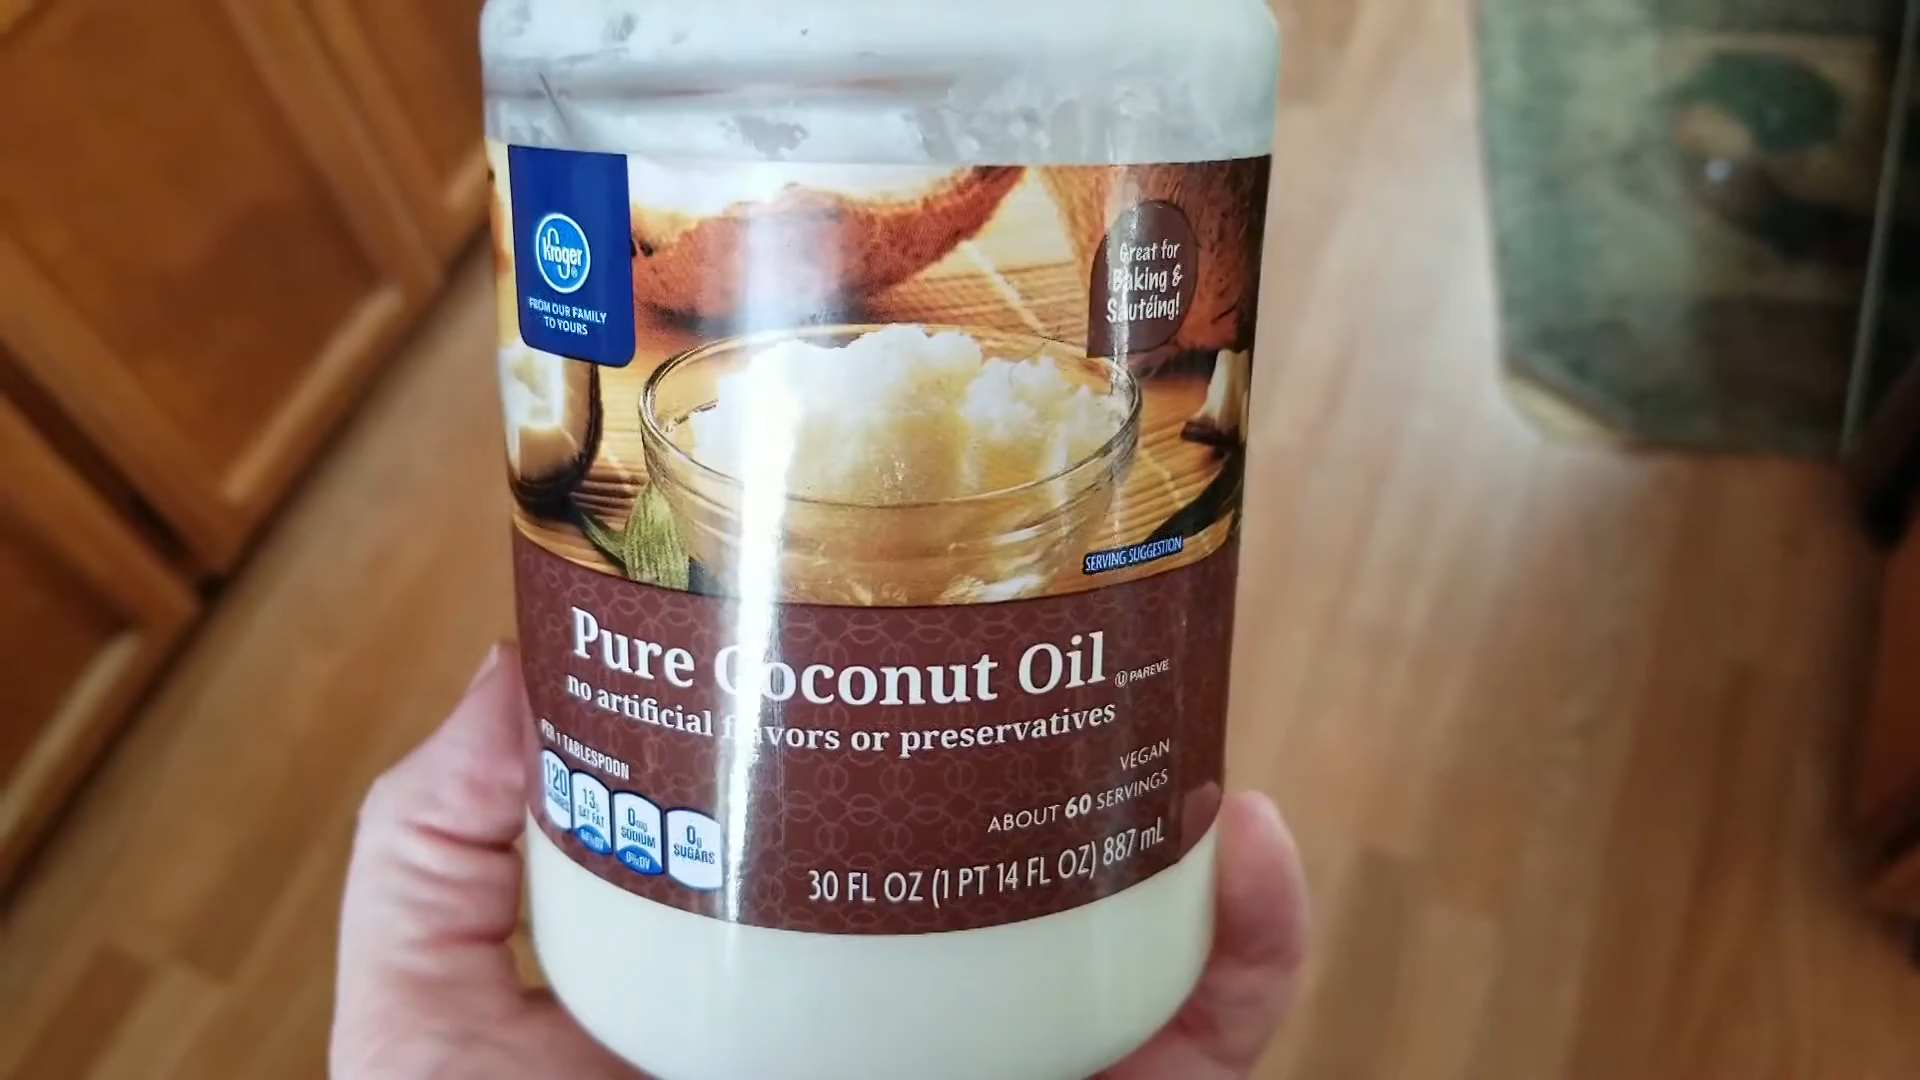 Kroger
FROM OUR FAMILY
TO YOURS
Great for
Baking &
Sautéing!
SERVING SUGGESTION
Pure Coconut Oil
U PAREVE
no artificial flavors or preservatives
PER 1 TABLESPOON
120
CALORIES
13g
SAT FAT
0mg
SODIUM
0% DV
0g
SUGARS
VEGAN
ABOUT 60 SERVINGS
30 FL OZ (1 PT 14 FL OZ) 887 mL